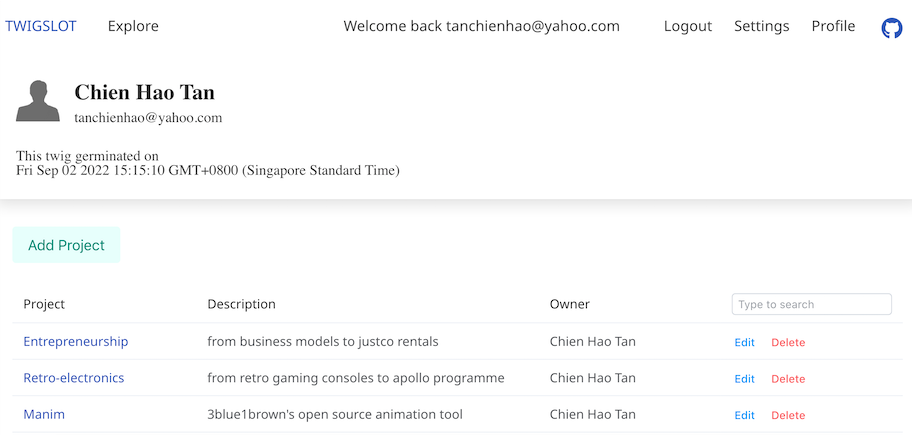 TWIGSLOT Explore Welcome back tanchienhao@yahoo.com Logout Settings Profile
Chien Hao Tan
tanchienhao@yahoo.com
This twig germinated on
Fri Sep 02 2022 15:15:10 GMT+0800 (Singapore Standard Time)
Add Project
Project Description Owner Type to search
Entrepreneurship from business models to justco rentals Chien Hao Tan Edit Delete
Retro-electronics from retro gaming consoles to apollo programme Chien Hao Tan Edit Delete
Manim 3blue1brown's open source animation tool Chien Hao Tan Edit Delete